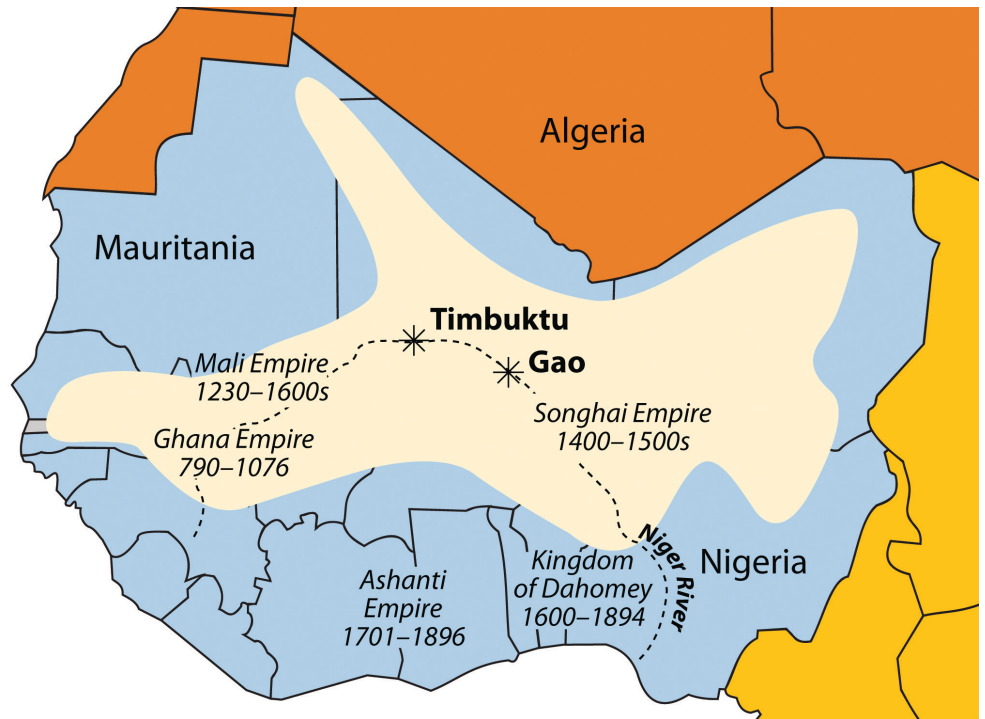 Algeria
Mauritania
Timbuktu
Gao
Mali Empire
1230–1600s
Songhai Empire
1400–1500s
Ghana Empire
790–1076
Niger River
Nigeria
Kingdom
of Dahomey
1600–1894
Ashanti
Empire
1701–1896